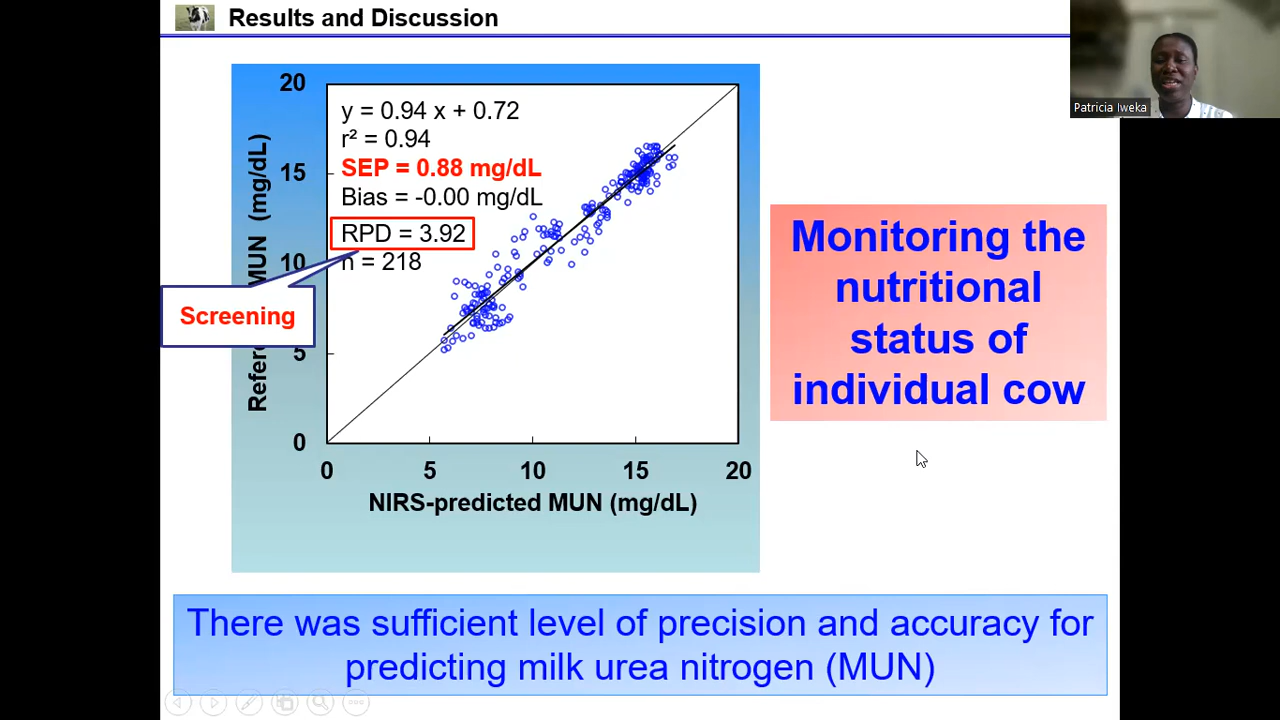 Results and Discussion
Patricia Iweka
20
15
10
5
0
y = 0.94 x + 0.72
r² = 0.94
SEP = 0.88 mg/dL
Bias = -0.00 mg/dL
RPD = 3.92
n = 218
Screening
MUN (mg/dL)
0 5 10 15 20
NIRS-predicted MUN (mg/dL)
Monitoring the
nutritional
status of
individual cow
There was sufficient level of precision and accuracy for
predicting milk urea nitrogen (MUN)